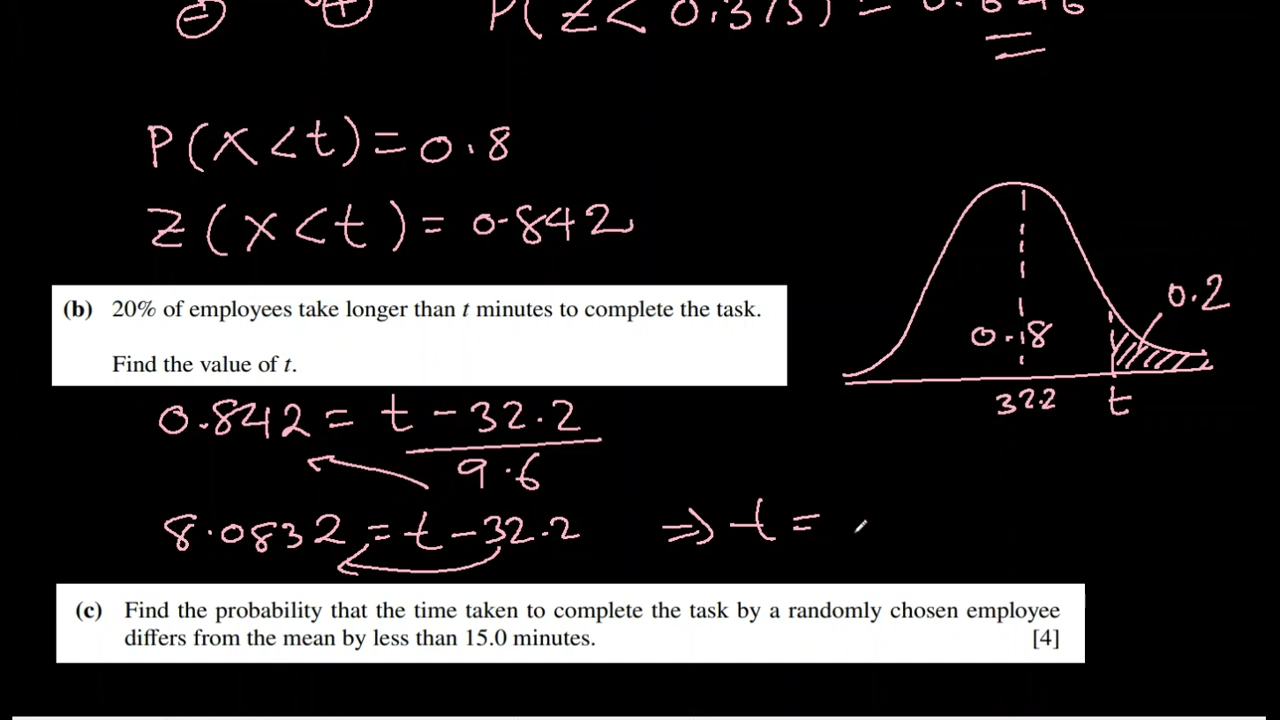 P(Z < 0.375) = 0.646
P(X < t) = 0.8
Z(X < t) = 0.842
(b) 20% of employees take longer than t minutes to complete the task.
Find the value of t.
0.2
0.8
32.2
t
0.842 = t - 32.2
9.6
8.0832 = t - 32.2 ⇒ t =
(c) Find the probability that the time taken to complete the task by a randomly chosen employee
differs from the mean by less than 15.0 minutes. [4]